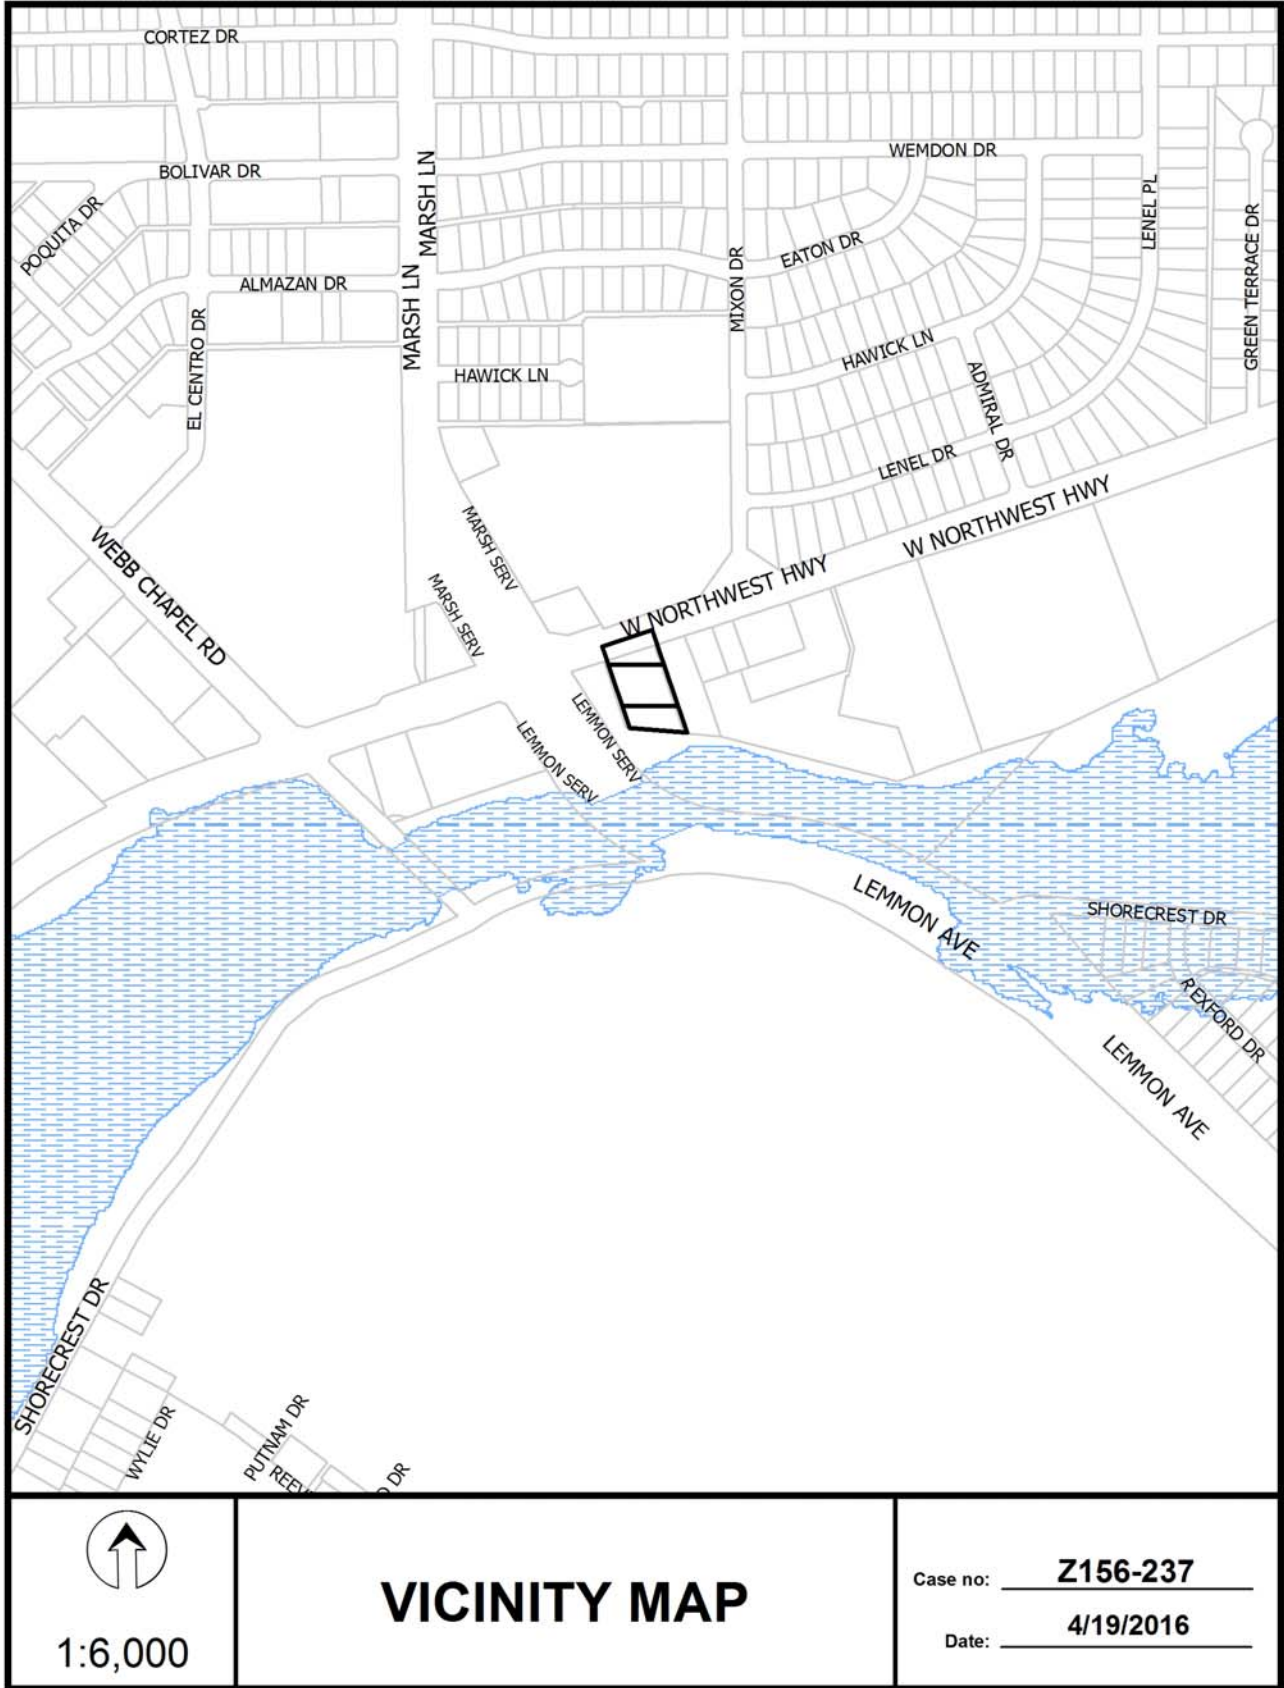 CORTEZ DR
WEMDON DR
BOLIVAR DR
MARSH LN
LENEL PL
POQUITA DR
GREEN TERRACE DR
EATON DR
MIXON DR
ALMAZAN DR
MARSH LN
EL CENTRO DR
HAWICK LN
HAWICK LN
ADMIRAL DR
LENEL DR
W NORTHWEST HWY
MARSH SERV
WEBB CHAPEL RD
W NORTHWEST HWY
MARSH SERV
LEMMON SERV
LEMMON SERV
LEMMON AVE
SHORECREST DR
REXFORD DR
LEMMON AVE
SHORECREST DR
WYLIE DR
PUTNAM DR
DR
1:6,000
VICINITY MAP
Case no: Z156-237
Date: 4/19/2016